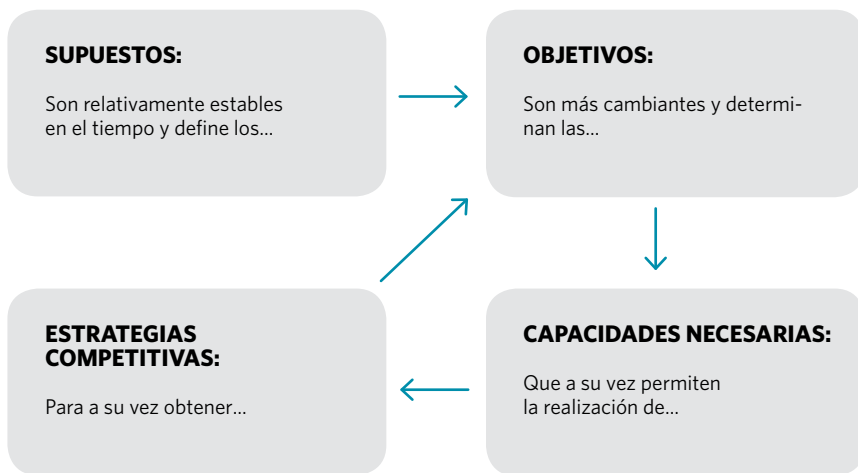 SUPUESTOS:
Son relativamente estables
en el tiempo y define los...
OBJETIVOS:
Son más cambiantes y determi-
nan las...
CAPACIDADES NECESARIAS:
Que a su vez permiten
la realización de...
ESTRATEGIAS
COMPETITIVAS:
Para a su vez obtener...